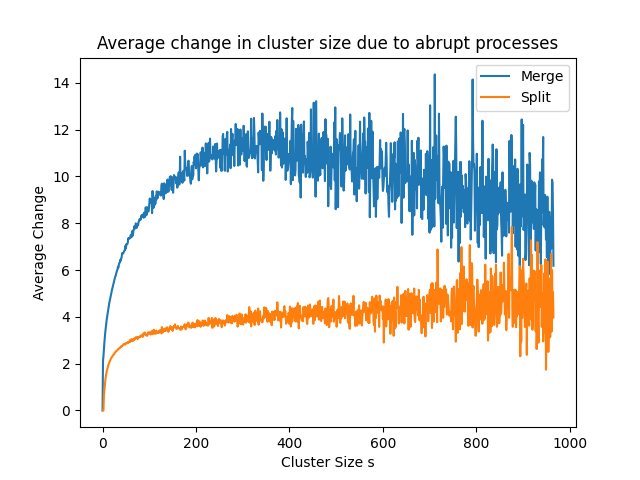 Average change in cluster size due to abrupt processes
Merge
Split
Average Change
14
12
10
8
6
4
2
0
0 200 400 600 800 1000
Cluster Size s